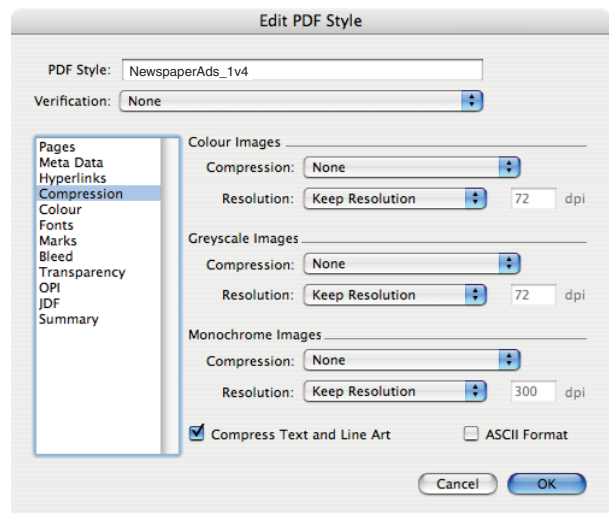 Edit PDF Style
PDF Style: NewspaperAds_1v4
Verification: None
Pages
Meta Data
Hyperlinks
Compression
Colour
Fonts
Marks
Bleed
Transparency
OPI
JDF
Summary
Colour Images
Compression: None
Resolution: Keep Resolution 72 dpi
Greyscale Images
Compression: None
Resolution: Keep Resolution 72 dpi
Monochrome Images
Compression: None
Resolution: Keep Resolution 300 dpi
Compress Text and Line Art ASCII Format
Cancel OK